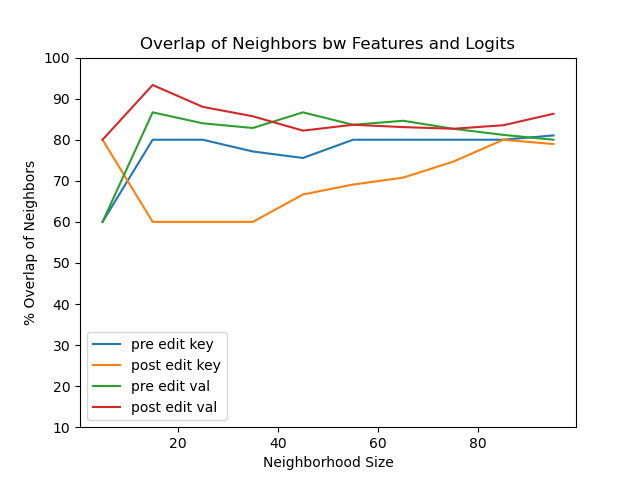 Overlap of Neighbors bw Features and Logits
% Overlap of Neighbors
100
90
80
70
60
50
40
30
20
10
pre edit key
post edit key
pre edit val
post edit val
20 40 60 80
Neighborhood Size